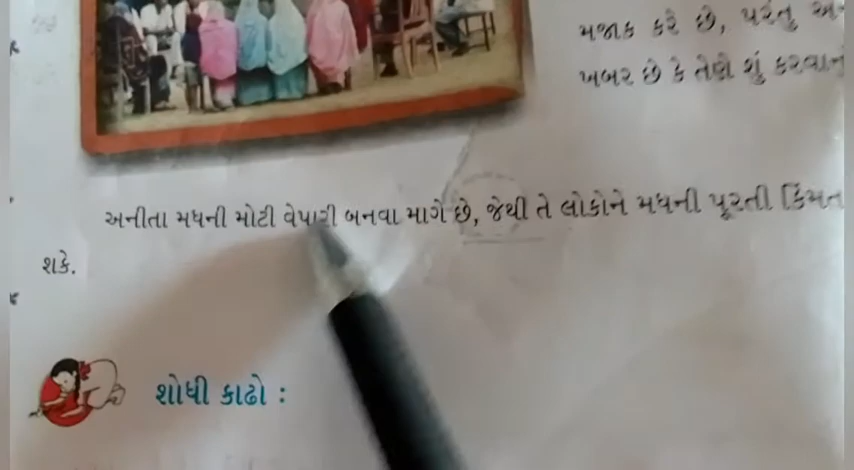 મજાક કરે છે, પરંતુ
ખબર છે કે તેણે શું કરવાનું
અનીતા મધની મોટી વેપારી બનવા માગે છે, જેથી તે લોકોને મધની પૂરતી કિંમત
શકે.
શોધી કાઢો :